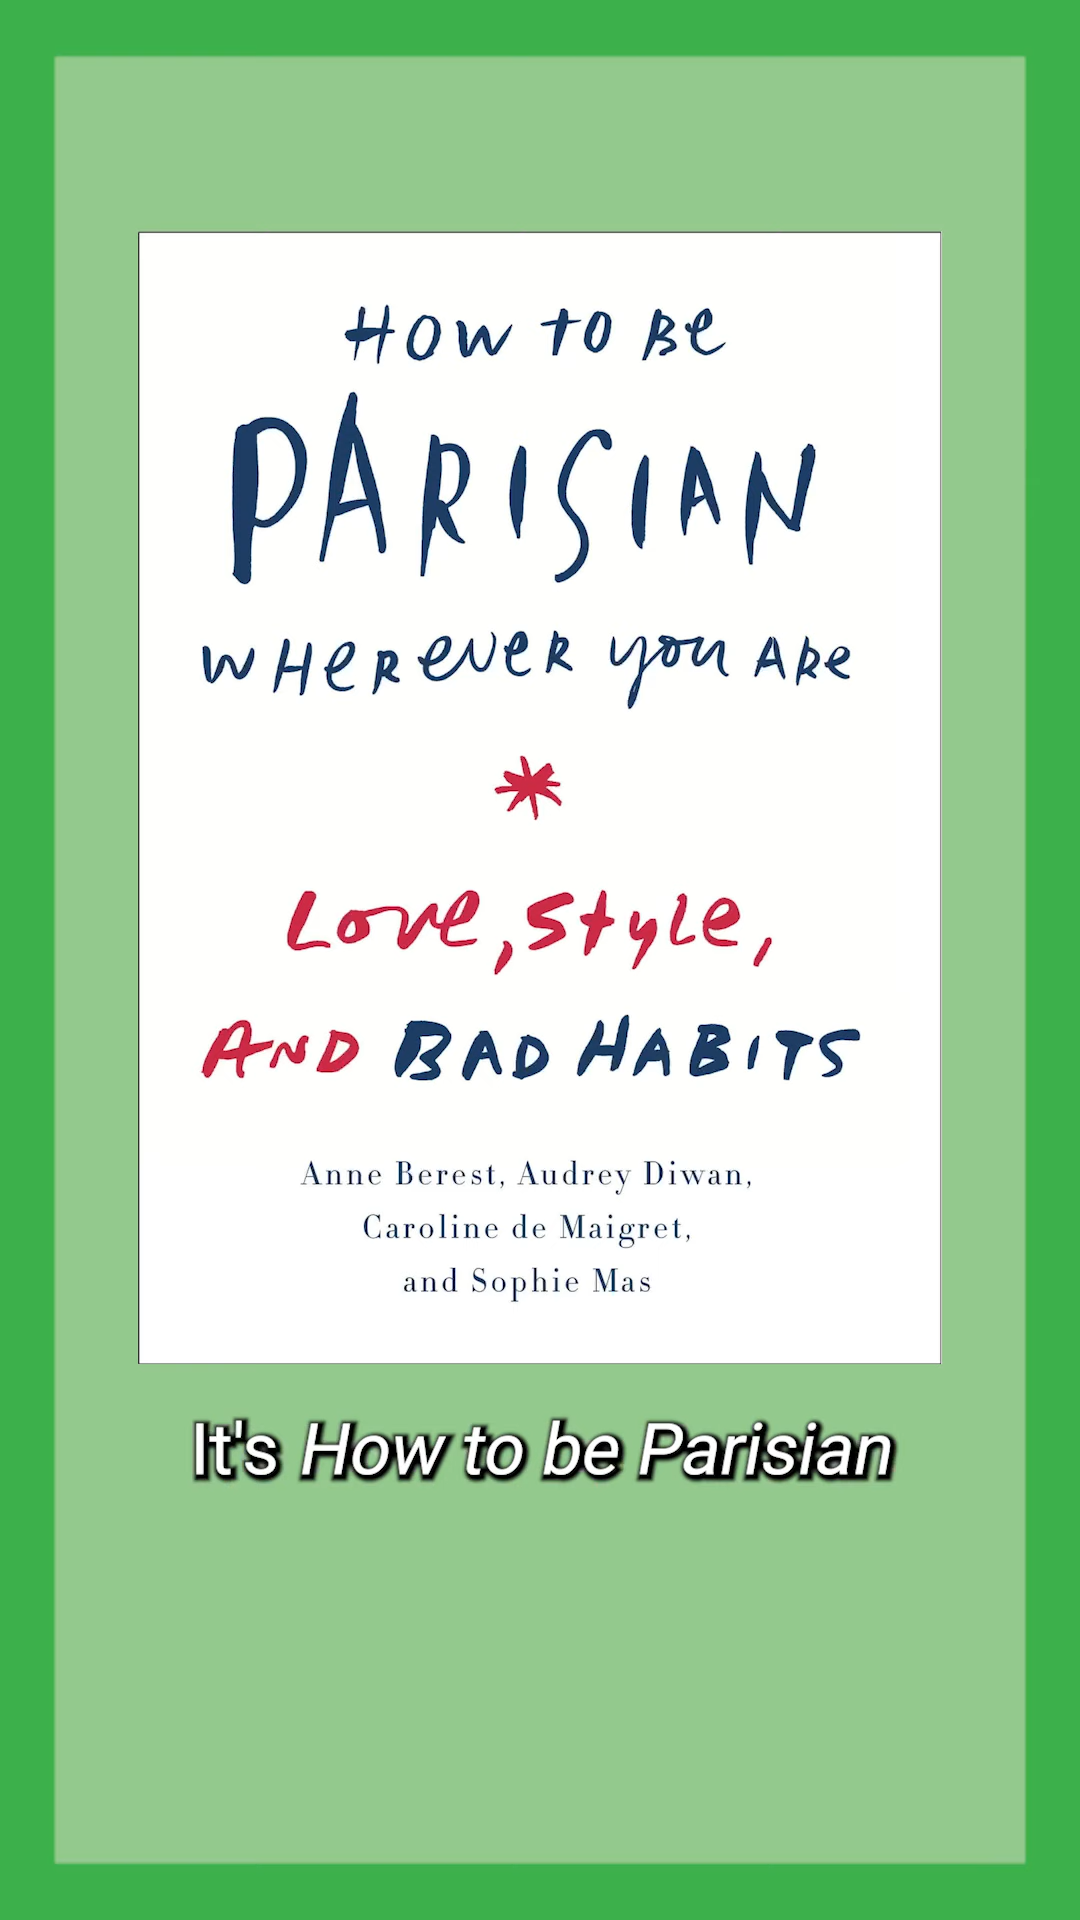 HOW TO BE
PARISIAN
WHEREVER YOU ARE
*
Love, Style,
AND BAD HABITS
Anne Berest, Audrey Diwan,
Caroline de Maigret,
and Sophie Mas
It's How to be Parisian